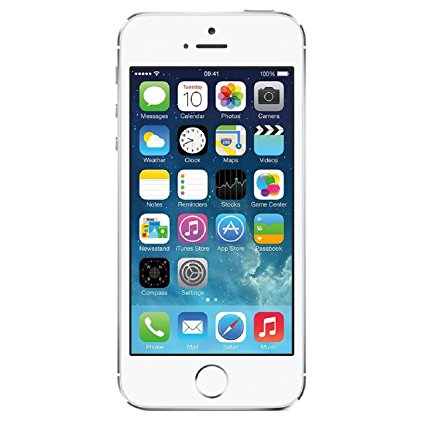 09:41 100%
Tuesday
10
Messages Calendar Photos Camera
Weather Clock Maps Videos
Notes Reminders Stocks Game Center
Newsstand iTunes Store App Store Passbook
Compass Settings
Phone Mail Safari Music